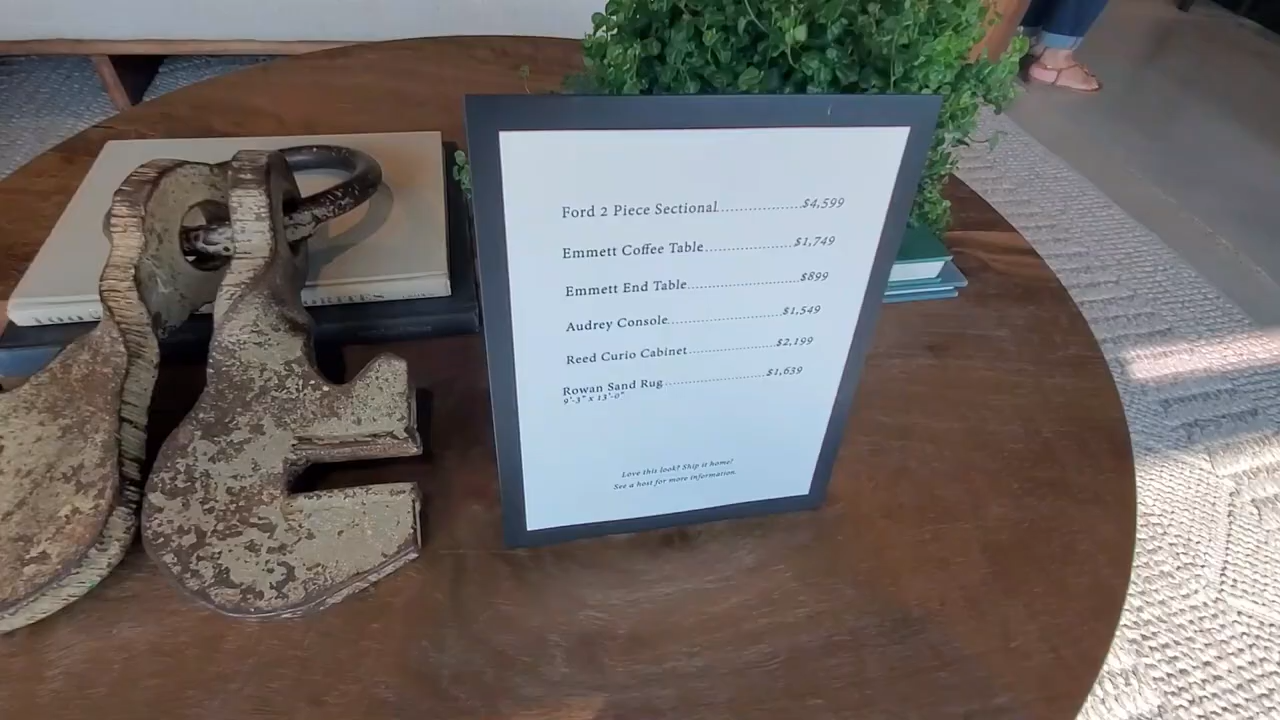 Ford 2 Piece Sectional....................$4,599
Emmett Coffee Table.....................$1,749
Emmett End Table...........................$899
Audrey Console..........................$1,549
Reed Curio Cabinet.....................$2,199
Rowan Sand Rug.........................$1,639
9'-3" x 13'-0"
Love this look? Ship it home!
See a host for more information.